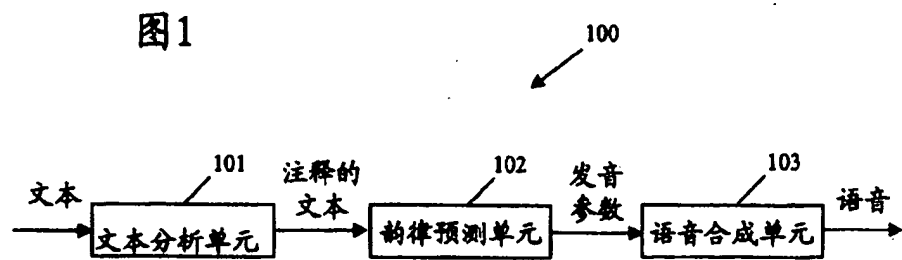 图1
100
101
102
103
文本
文本分析单元
注释的
文本
韵律预测单元
发音
参数
语音合成单元
语音